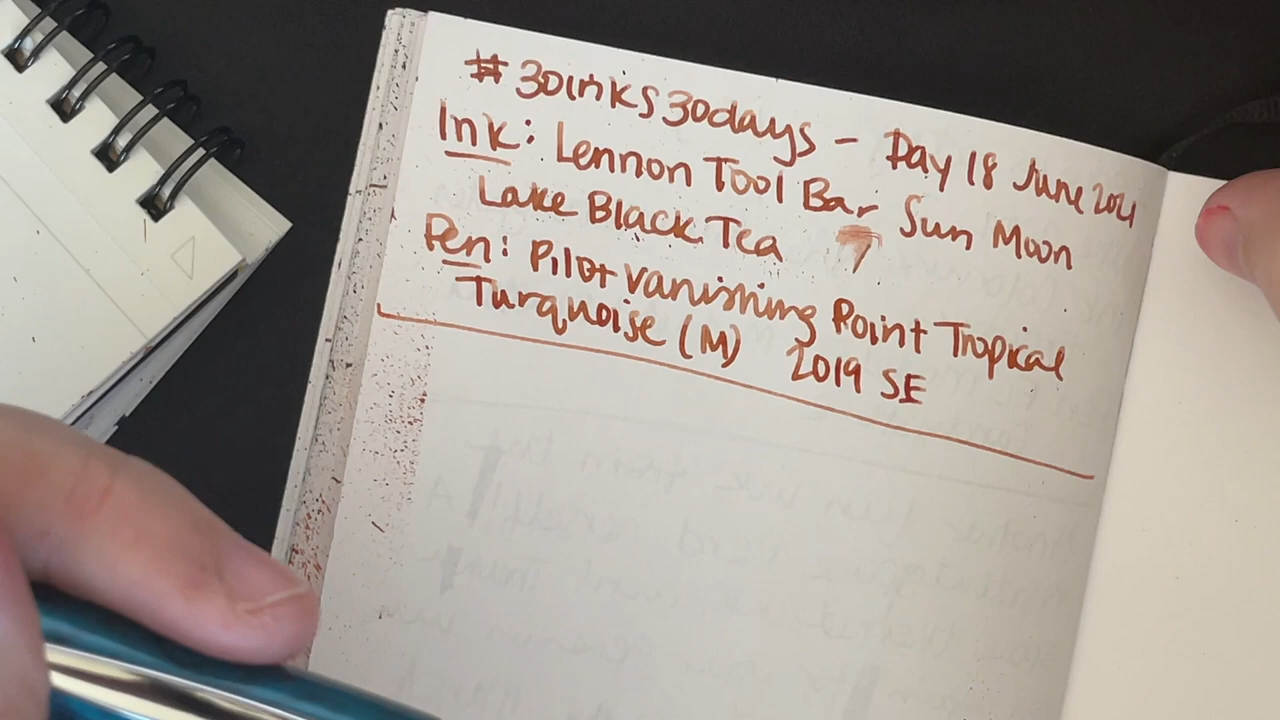 #30inks30days - Day 18 June 2021
Ink: Lennon Tool Bar Sun Moon
Lake Black Tea
Pen: Pilot Vanishing Point Tropical
Turquoise (M) 2019 SE